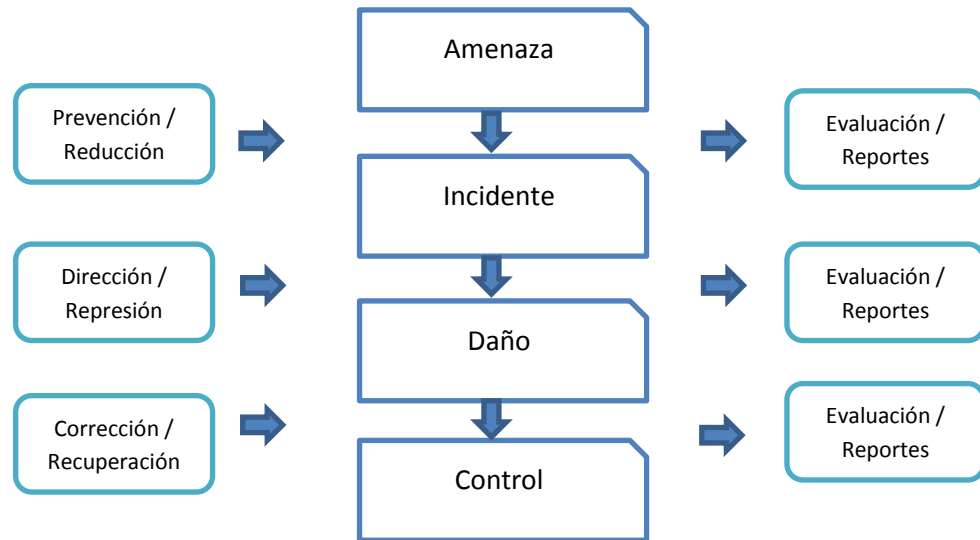 Amenaza
Prevención /
Reducción
Evaluación /
Reportes
Incidente
Dirección /
Represión
Evaluación /
Reportes
Daño
Corrección /
Recuperación
Evaluación /
Reportes
Control